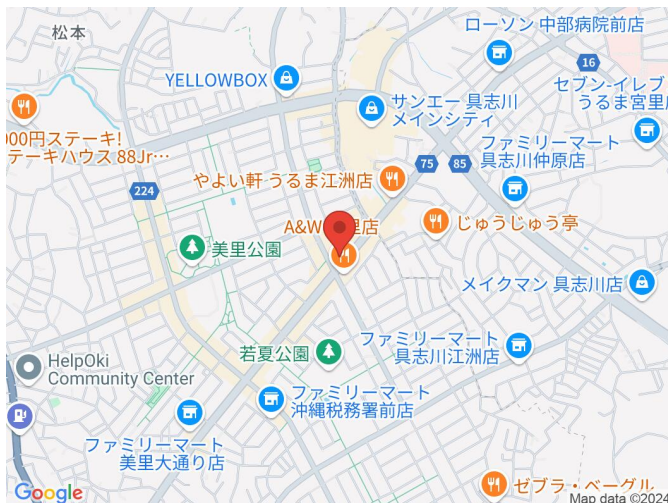 松本
ローソン 中部病院前店
16
YELLOWBOX
サンエー 具志川
メインシティ
セブン-イレブ
うるま宮里店
ファミリーマート
具志川仲原店
000円ステーキ!
テーキハウス 88Jr…
75
85
やよい軒 うるま江洲店
224
A&W
里店
じゅうじゅう亭
美里公園
メイクマン 具志川店
ファミリーマート
具志川江洲店
若夏公園
HelpOki
Community Center
ファミリーマート
沖縄税務署前店
ファミリーマート
美里大通り店
ゼブラ・ベーグル
Google
Map data ©2024